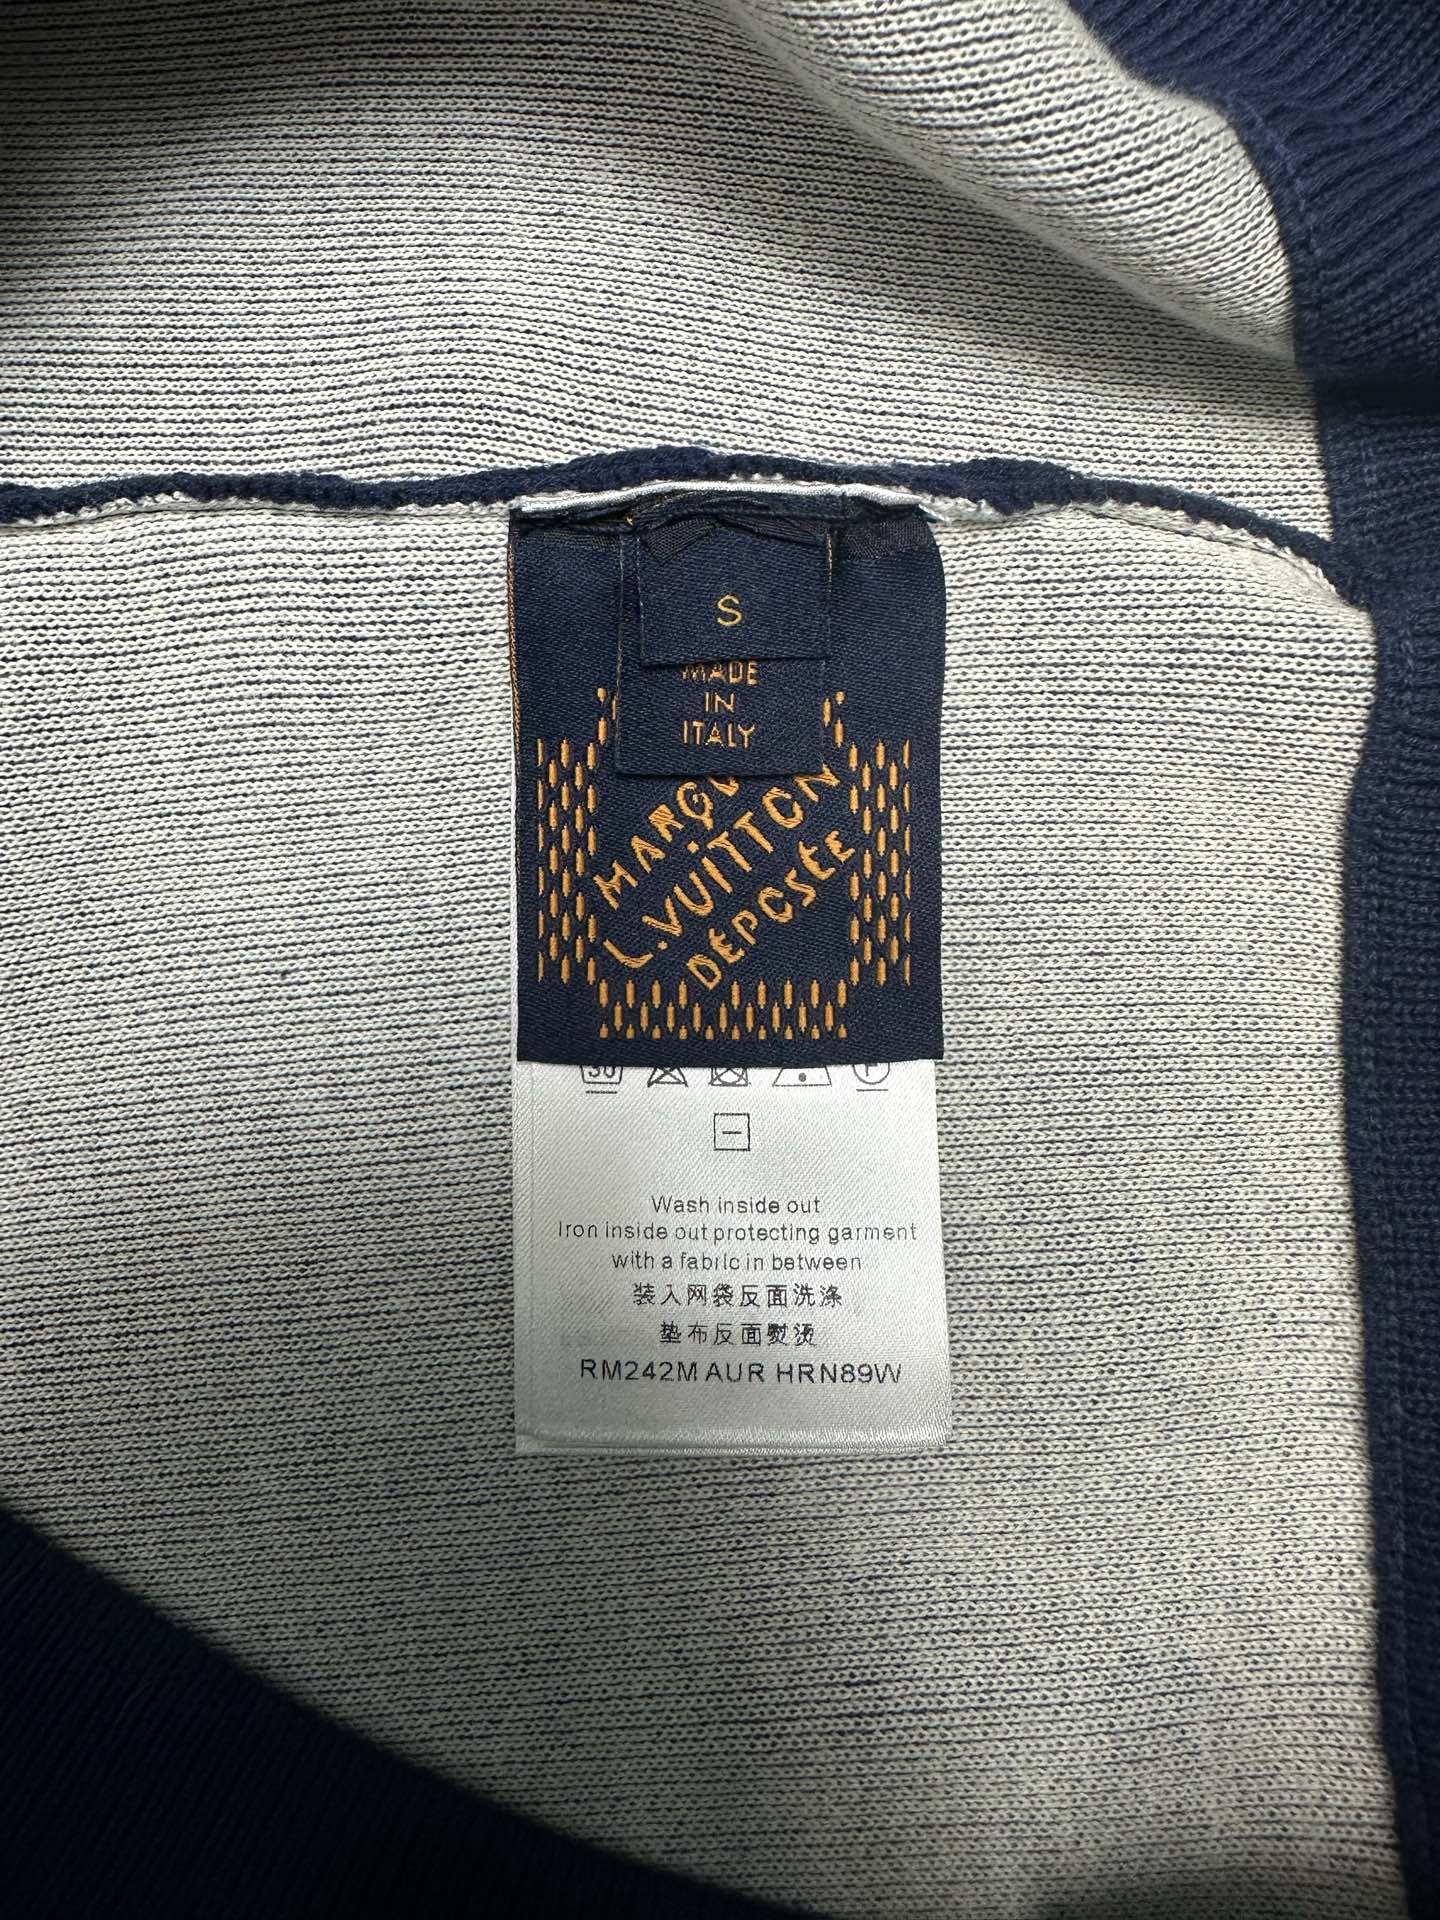 S
MADE
IN
ITALY
L.VUITTON
DÉPOSÉE
30
P
Wash inside out
Iron inside out protecting garment
with a fabric in between
装入网袋反面洗涤
垫布反面熨烫
RM242M AUR HRN89W